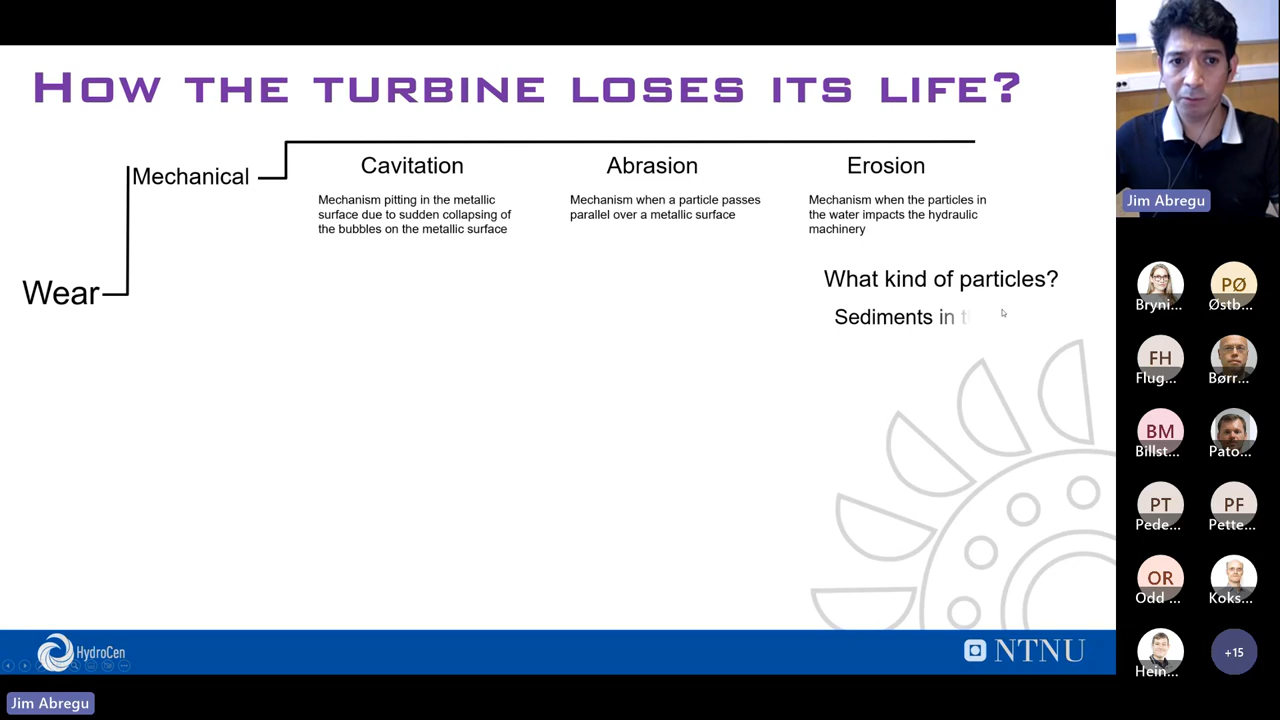 HOW THE TURBINE LOSES ITS LIFE?
Mechanical
Cavitation
Mechanism pitting in the metallic
surface due to sudden collapsing of
the bubbles on the metallic surface
Abrasion
Mechanism when a particle passes
parallel over a metallic surface
Erosion
Mechanism when the particles in
the water impacts the hydraulic
machinery
Wear
What kind of particles?
Sediments in t
HydroCen
NTNU
Jim Abregu
Jim Abregu
Bryni...
PØ
Østb...
FH
Flug...
Børr...
BM
Billst...
Pato...
PT
Pede...
PF
Pette...
OR
Odd ...
Koks...
Hein...
+15